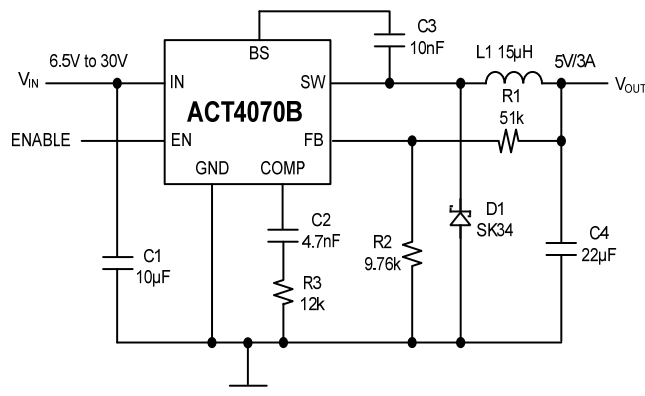 C3
10nF
BS
L1 15µH
6.5V to 30V
5V/3A
VIN
IN
SW
VOUT
R1
51k
ACT4070B
ENABLE
EN
FB
GND
COMP
C2
4.7nF
D1
SK34
R2
9.76k
C4
22µF
C1
10µF
R3
12k